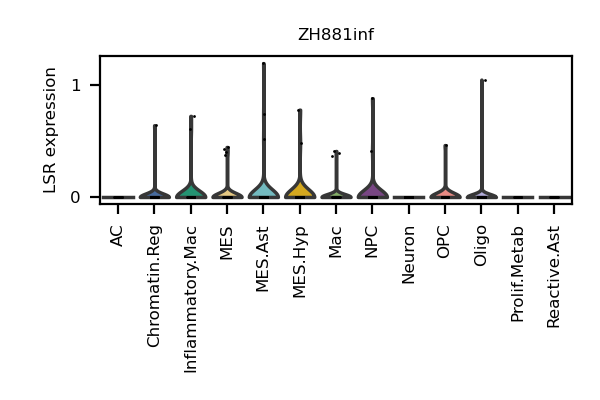 ZH881inf
LSR expression
1
0
AC
Chromatin.Reg
Inflammatory.Mac
MES
MES.Ast
MES.Hyp
Mac
NPC
Neuron
OPC
Oligo
Prolif.Metab
Reactive.Ast